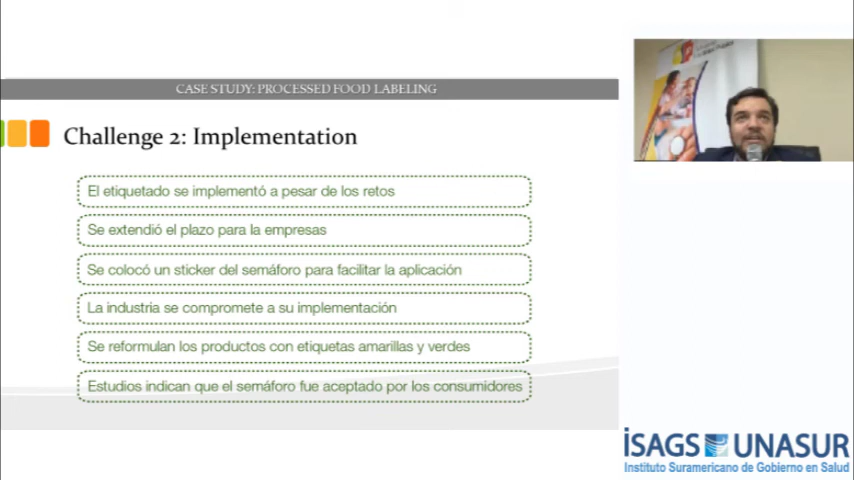 CASE STUDY: PROCESSED FOOD LABELING
Challenge 2: Implementation
El etiquetado se implementó a pesar de los retos
Se extendió el plazo para la empresas
Se colocó un sticker del semáforo para facilitar la aplicación
La industria se compromete a su implementación
Se reformulan los productos con etiquetas amarillas y verdes
Estudios indican que el semáforo fue aceptado por los consumidores
ISAGS UNASUR
Instituto Suramericano de Gobierno en Salud